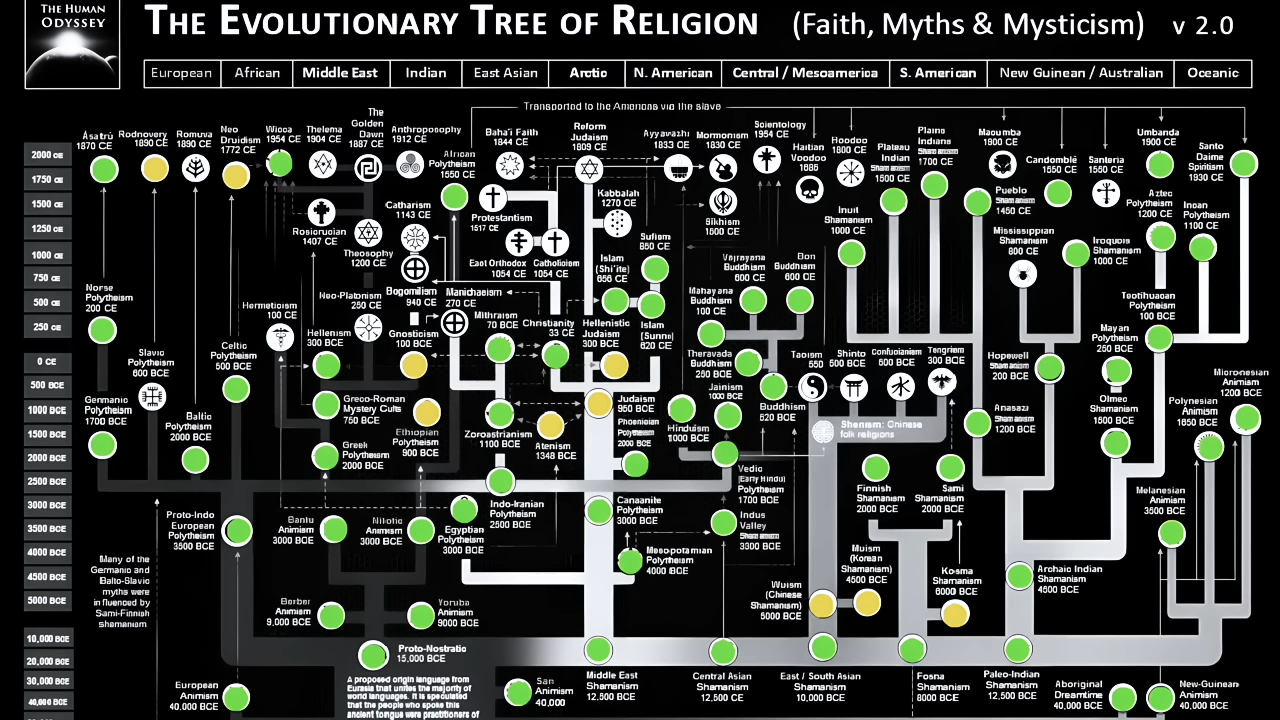 THE HUMAN
ODYSSEY
THE EVOLUTIONARY TREE OF RELIGION (Faith, Myths & Mysticism) v 2.0
European African Middle East Indian East Asian Arctic N. American Central / Mesoamerica S. American New Guinean / Australian Oceanic
Transported to the Americas via the slave
2000 CE
1750 CE
1500 CE
1250 CE
1000 CE
750 CE
500 CE
250 CE
0 CE
500 BCE
1000 BCE
1500 BCE
2000 BCE
2500 BCE
3000 BCE
3500 BCE
4000 BCE
4500 BCE
5000 BCE
10,000 BCE
20,000 BCE
30,000 BCE
40,000 BCE
Ásatrú
1870 CE
Rodnovery
1890 CE
Romuva
1890 CE
Neo
Druidism
1772 CE
Wicca
1954 CE
Thelema
1904 CE
The
Golden
Dawn
1887 CE
Anthroposophy
1912 CE
African
Polytheism
1550 CE
Baha'i Faith
1844 CE
Reform
Judaism
1809 CE
Ayyavazhi
1833 CE
Mormonism
1830 CE
Scientology
1954 CE
Haitian
Voodoo
1685
Hoodoo
1800 CE
Plateau
Indian
Shamanism
1500 CE
Plains
Indians
Shamanism
1700 CE
Maoumba
1900 CE
Candomblé
1550 CE
Santeria
1550 CE
Umbanda
1900 CE
Santo
Daime
Spiritism
1930 CE
Rosicrucian
1407 CE
Catharism
1143 CE
Protestantism
1517 CE
Kabbalah
1270 CE
Sikhism
1500 CE
Inuit
Shamanism
1000 CE
Pueblo
Shamanism
1450 CE
Aztec
Polytheism
1200 CE
Incan
Polytheism
1100 CE
Theosophy
1200 CE
East Orthodox
1054 CE
Catholicism
1054 CE
Sufism
850 CE
Islam
(Shi'ite)
656 CE
Vajrayana
Buddhism
600 CE
Bon
Buddhism
600 CE
Mississippian
Shamanism
800 CE
Iroquois
Shamanism
1000 CE
Norse
Polytheism
200 CE
Hermeticism
100 CE
Neo-Platonism
250 CE
Bogomilism
940 CE
Manichaeism
270 CE
Mithraism
70 BCE
Christianity
33 CE
Hellenistic
Judaism
300 BCE
Islam
(Sunni)
620 CE
Mahayana
Buddhism
100 CE
Teotihuacan
Polytheism
100 BCE
Slavic
Polytheism
600 BCE
Celtic
Polytheism
500 BCE
Hellenism
300 BCE
Gnosticism
100 BCE
Theravada
Buddhism
250 BCE
Taoism
550
Shinto
500 BCE
Confucianism
500 BCE
Tengrism
300 BCE
Hopewell
Shamanism
200 BCE
Mayan
Polytheism
250 BCE
Micronesian
Animism
1200 BCE
Germanic
Polytheism
1700 BCE
Baltic
Polytheism
2000 BCE
Greco-Roman
Mystery Cults
750 BCE
Ethiopian
Polytheism
900 BCE
Zoroastrianism
1100 BCE
Atenism
1348 BCE
Judaism
950 BCE
Phoenician
Polytheism
2000 BCE
Hinduism
1000 BCE
Jainism
1000 BCE
Buddhism
520 BCE
Shenism: Chinese
folk religions
Anasazi
Shamanism
1200 BCE
Olmec
Shamanism
1500 BCE
Polynesian
Animism
1850 BCE
Greek
Polytheism
2000 BCE
Vedic
(Early Hindu)
Polytheism
1700 BCE
Finnish
Shamanism
2000 BCE
Sami
Shamanism
2000 BCE
Proto-Indo
European
Polytheism
3500 BCE
Bantu
Animism
3000 BCE
Nilotic
Animism
3000 BCE
Egyptian
Polytheism
3000 BCE
Indo-Iranian
Polytheism
2500 BCE
Canaanite
Polytheism
3000 BCE
Indus
Valley
Shamanism
3300 BCE
Melanesian
Animism
3500 BCE
Many of the
Germanic and
Balto-Slavic
myths were
influenced by
Sami-Finnish
shamanism
Mesopotamian
Polytheism
4000 BCE
Wuism
(Chinese
Shamanism)
5000 BCE
Muism
(Korean
Shamanism)
4500 BCE
Kosma
Shamanism
6000 BCE
Archaic Indian
Shamanism
4500 BCE
Berber
Animism
9,000 BCE
Yoruba
Animism
9000 BCE
Proto-Nostratic
15,000 BCE
A proposed origin language from
Eurasia that unites the majority of
world languages. It is speculated
that the people who spoke this
ancient tongue were practitioners of
European
Animism
40.000 BCE
San
Animism
40,000
Middle East
Shamanism
12,500 BCE
Central Asian
Shamanism
12,500 CE
East / South Asian
Shamanism
10,000 BCE
Fosna
Shamanism
8000 BCE
Paleo-Indian
Shamanism
12,500 BCE
Aboriginal
Dreamtime
40,000 BCE
New-Guinean
Animism
40,000 BCE